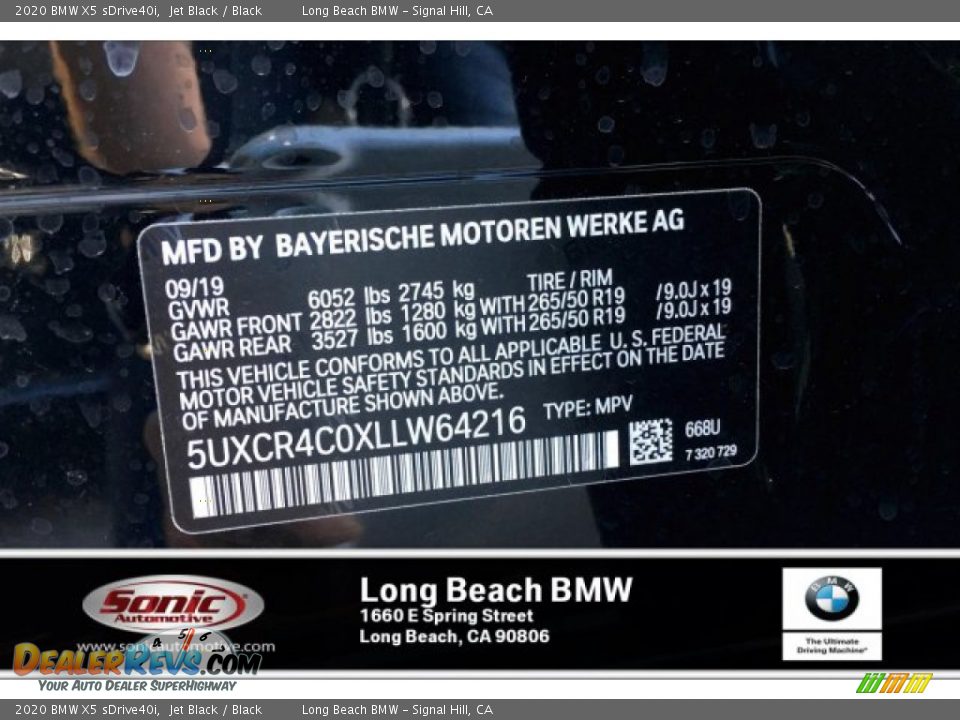 2020 BMW X5 sDrive40i, Jet Black / Black Long Beach BMW - Signal Hill, CA
MFD BY BAYERISCHE MOTOREN WERKE AG
09/19 TIRE / RIM
GVWR 6052 lbs 2745 kg
GAWR FRONT 2822 lbs 1280 kg WITH 265/50 R19 /9.0J x 19
GAWR REAR 3527 lbs 1600 kg WITH 265/50 R19 /9.0J x 19
THIS VEHICLE CONFORMS TO ALL APPLICABLE U. S. FEDERAL
MOTOR VEHICLE SAFETY STANDARDS IN EFFECT ON THE DATE
OF MANUFACTURE SHOWN ABOVE.
5UXCR4C0XLLW64216 TYPE: MPV
668U
7 320 729
Sonic
Automotive
www.sonicautomotive.com
Long Beach BMW
1660 E Spring Street
Long Beach, CA 90806
BMW
The Ultimate
Driving Machine®
4 5 6
DealerRevs.com
Your Auto Dealer SuperHighway
2020 BMW X5 sDrive40i, Jet Black / Black Long Beach BMW - Signal Hill, CA